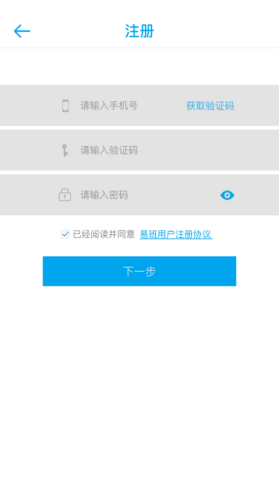 注册
请输入手机号 获取验证码
请输入验证码
请输入密码
已经阅读并同意 易班用户注册协议
下一步